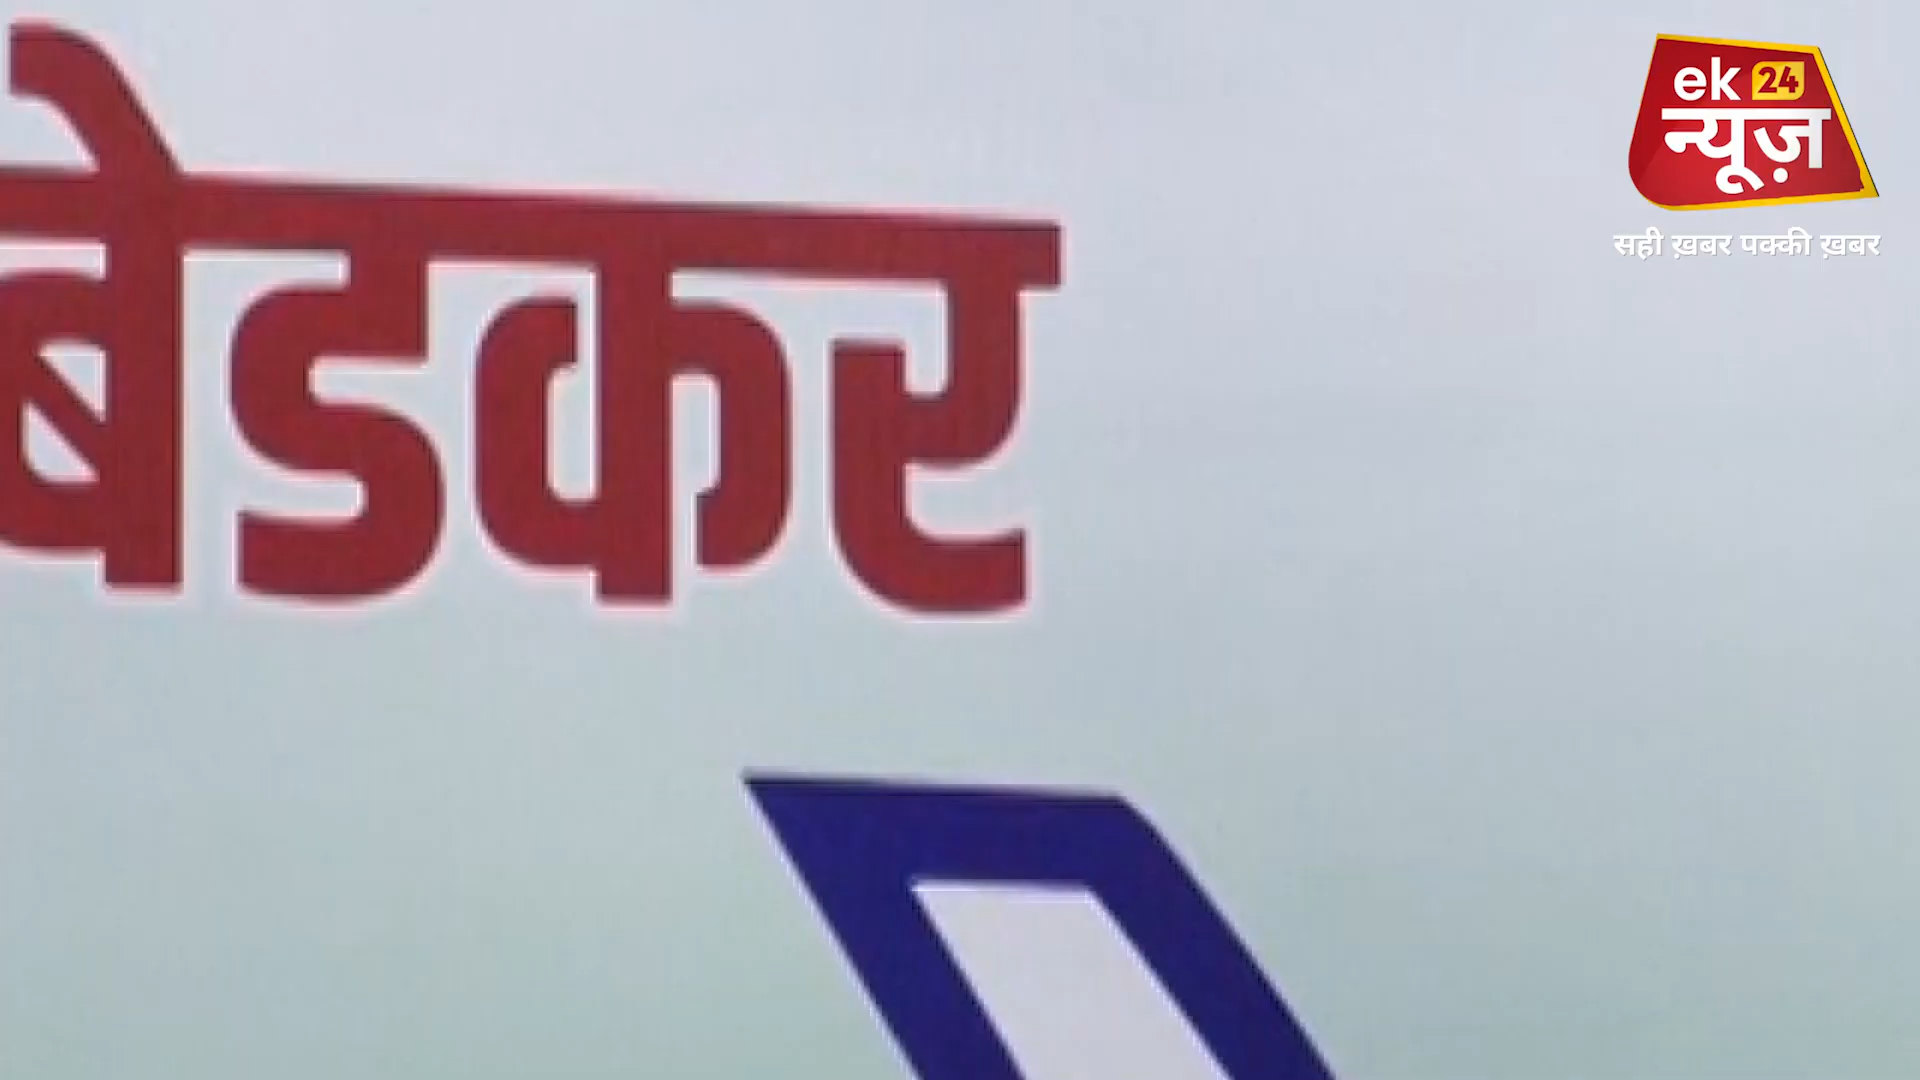 बेडकर
ek 24
न्यूज़
सही ख़बर पक्की ख़बर